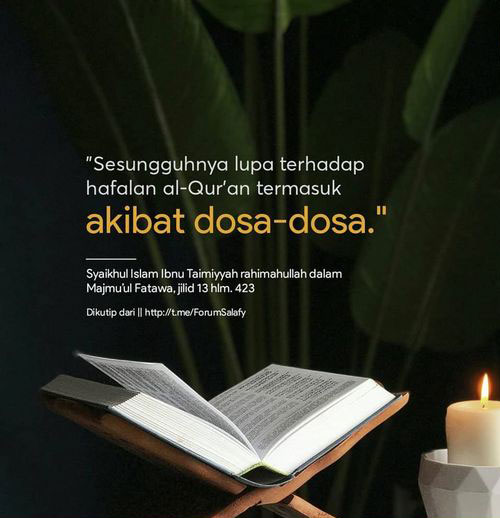 "Sesungguhnya lupa terhadap
hafalan al-Qur'an termasuk
akibat dosa-dosa."
Syaikhul Islam Ibnu Taimiyyah rahimahullah dalam
Majmu'ul Fatawa, jilid 13 hlm. 423
Dikutip dari || http://t.me/ForumSalafy